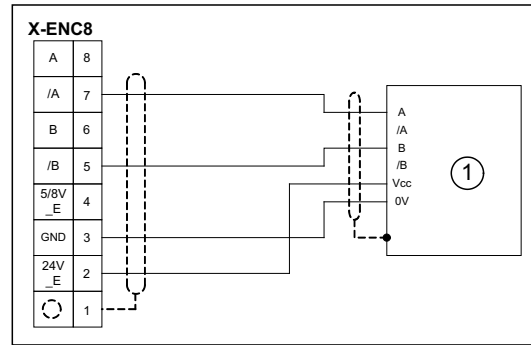 X-ENC8
A 8
/A 7
B 6
/B 5
5/8V
_E 4
GND 3
24V
_E 2
1
A
/A
B
/B
Vcc
0V
1